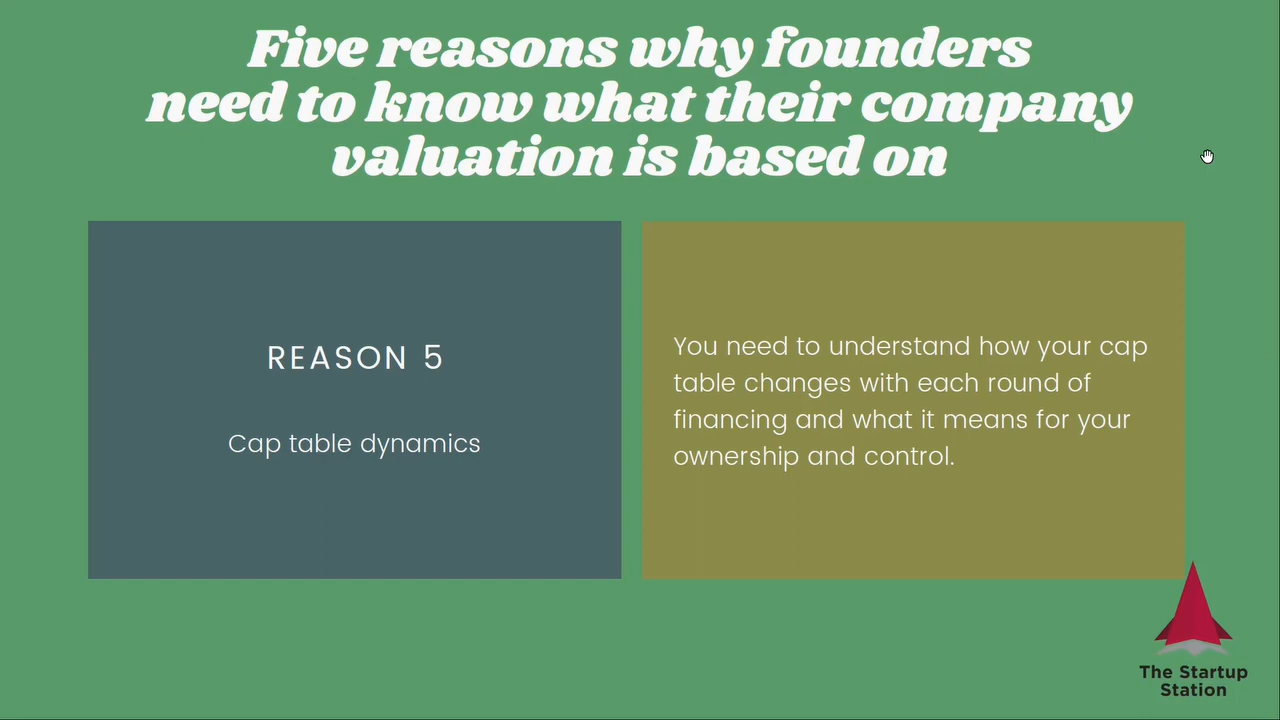 Five reasons why founders
need to know what their company
valuation is based on
REASON 5
Cap table dynamics
You need to understand how your cap
table changes with each round of
financing and what it means for your
ownership and control.
The Startup
Station